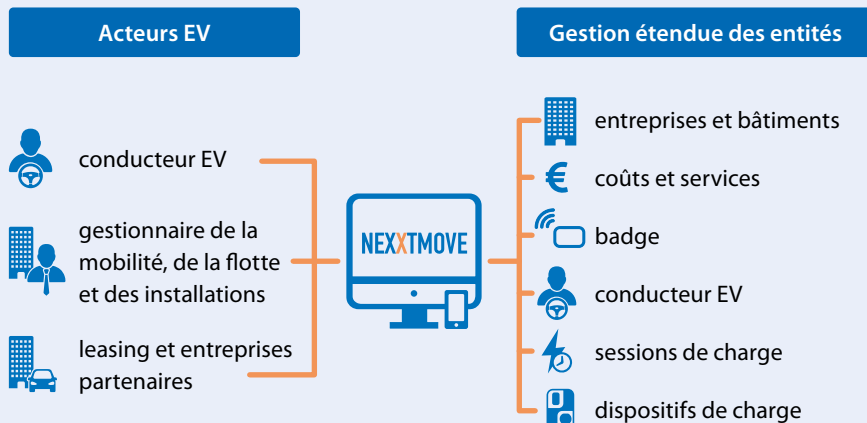 Acteurs EV
conducteur EV
gestionnaire de la
mobilité, de la flotte
et des installations
leasing et entreprises
partenaires
NEXXTMOVE
Gestion étendue des entités
entreprises et bâtiments
€
coûts et services
badge
conducteur EV
sessions de charge
dispositifs de charge